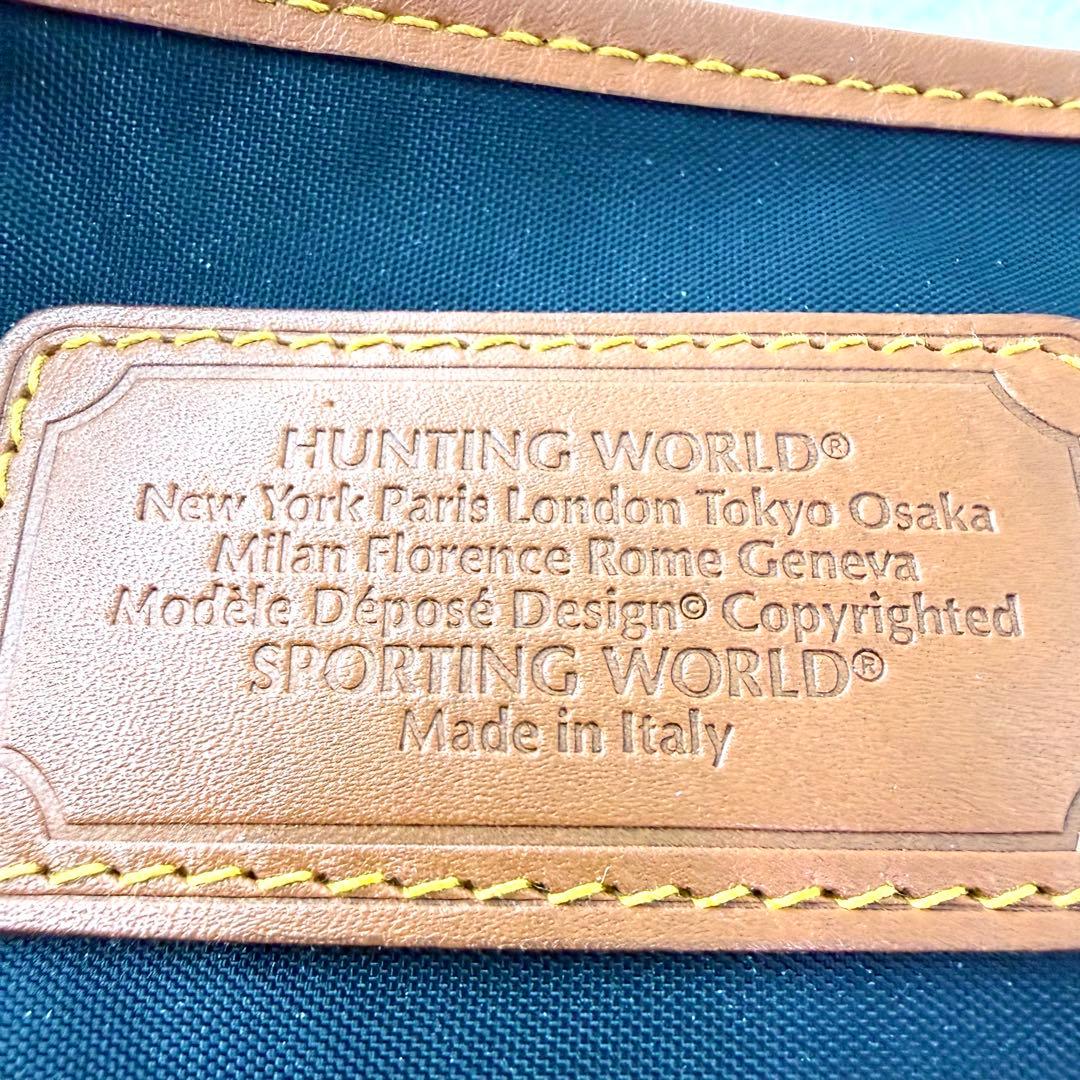 HUNTING WORLD®
New York Paris London Tokyo Osaka
Milan Florence Rome Geneva
Modèle Déposé Design© Copyrighted
SPORTING WORLD®
Made in Italy